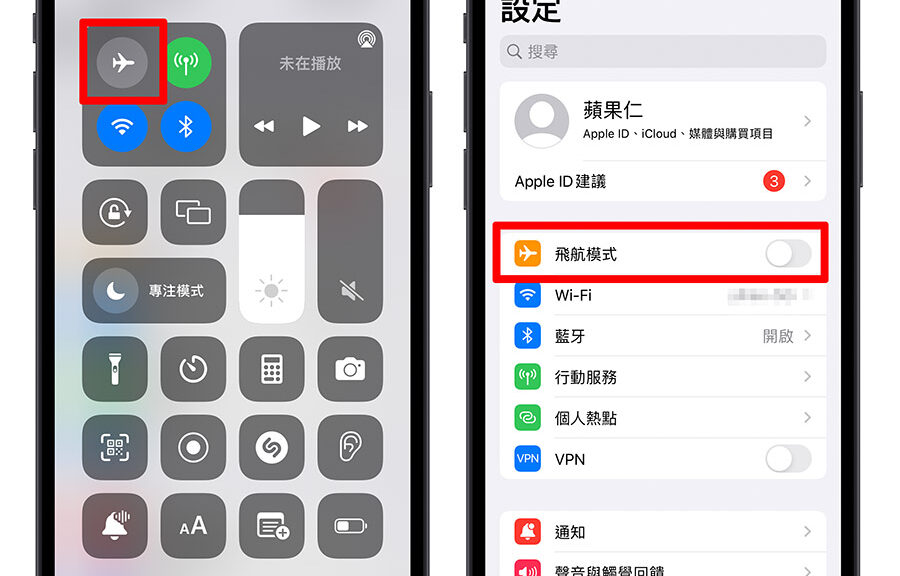 未在播放
專注模式
AA
設定
搜尋
蘋果仁
Apple ID、iCloud、媒體與購買項目
Apple ID 建議
3
飛航模式
Wi-Fi
藍牙
開啟
行動服務
個人熱點
VPN
VPN
通知
聲音與觸覺回饋